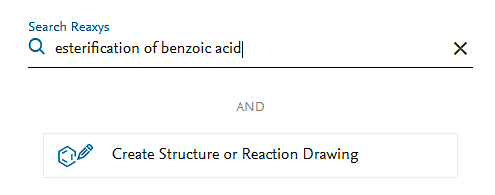 Search Reaxys
esterification of benzoic acid
AND
Create Structure or Reaction Drawing